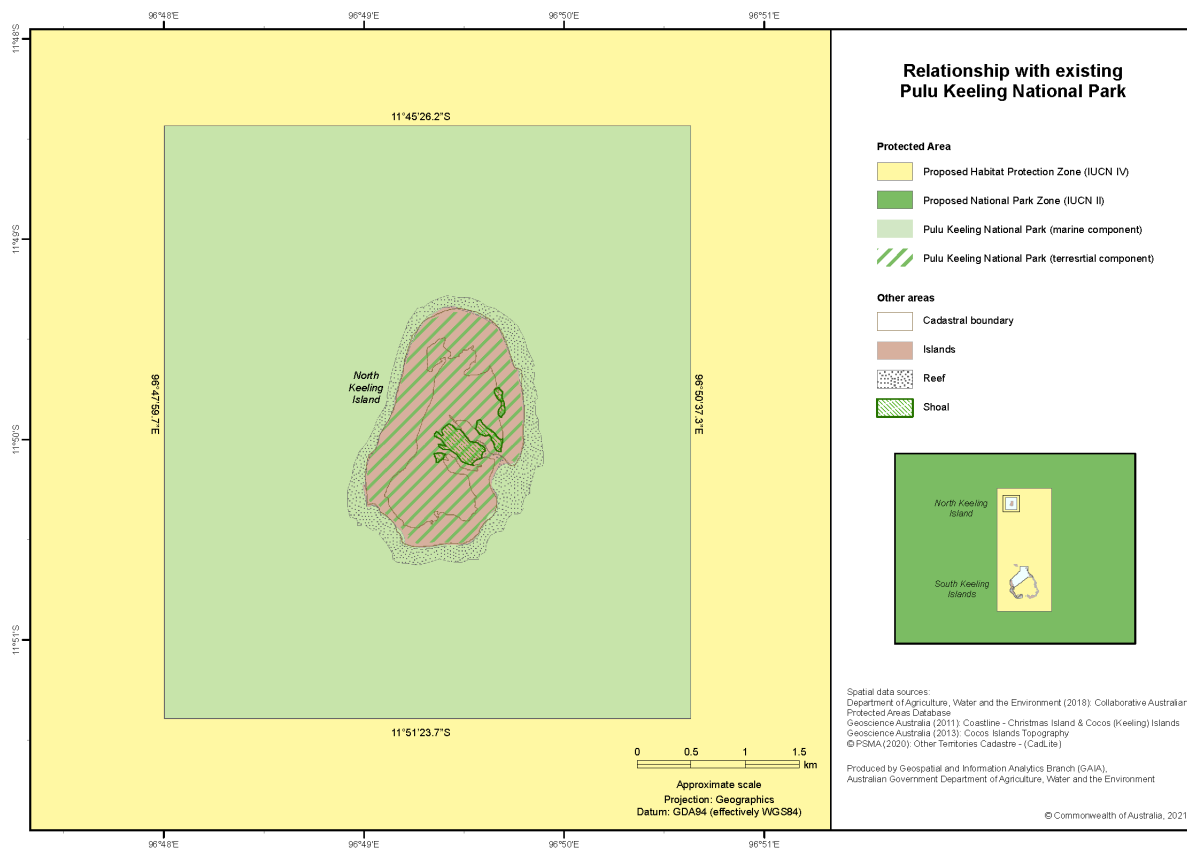 96°48'E 96°49'E 96°50'E 96°51'E
11°48'S
11°49'S
11°50'S
11°51'S
11°45'26.2"S
96°47'59.7"E
96°50'37.3"E
North
Keeling
Island
11°51'23.7"S
0 0.5 1 1.5
km
Approximate scale
Projection: Geographics
Datum: GDA94 (effectively WGS84)
96°48'E 96°49'E 96°50'E 96°51'E
Relationship with existing
Pulu Keeling National Park
Protected Area
Proposed Habitat Protection Zone (IUCN IV)
Proposed National Park Zone (IUCN II)
Pulu Keeling National Park (marine component)
Pulu Keeling National Park (terresrtial component)
Other areas
Cadastral boundary
Islands
Reef
Shoal
North Keeling
Island
South Keeling
Islands
Spatial data sources:
Department of Agriculture, Water and the Environment (2018): Collaborative Australian
Protected Areas Database
Geoscience Australia (2011): Coastline - Christmas Island & Cocos (Keeling) Islands
Geoscience Australia (2013): Cocos Islands Topography
© PSMA (2020): Other Territories Cadastre - (CadLite)
Produced by Geospatial and Information Analytics Branch (GAIA),
Australian Government Department of Agriculture, Water and the Environment
© Commonwealth of Australia, 2021